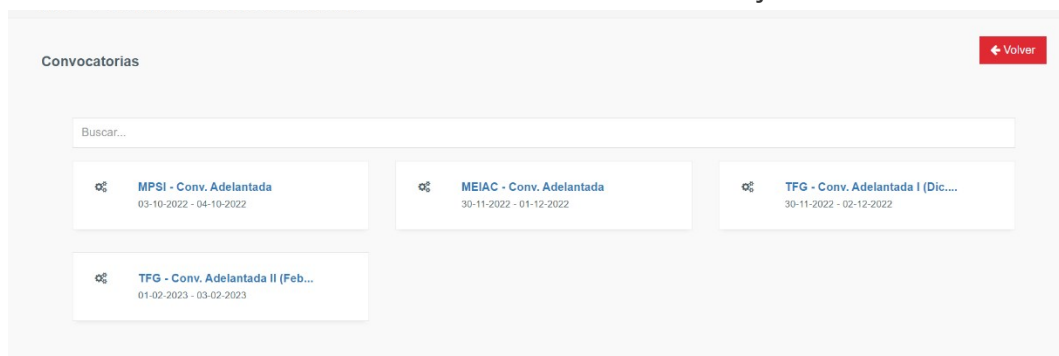 Volver
Convocatorias
Buscar...
MPSI - Conv. Adelantada
03-10-2022 - 04-10-2022
MEIAC - Conv. Adelantada
30-11-2022 - 01-12-2022
TFG - Conv. Adelantada I (Dic....
30-11-2022 - 02-12-2022
TFG - Conv. Adelantada II (Feb...
01-02-2023 - 03-02-2023